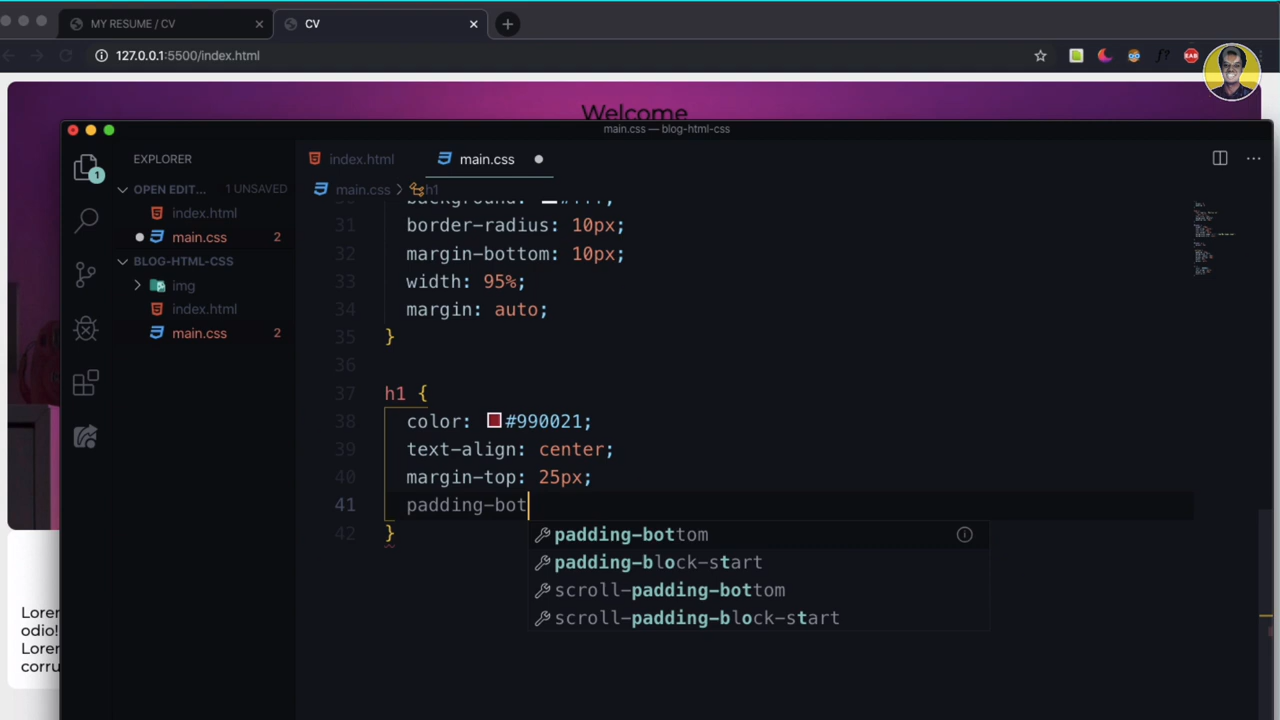 MY RESUME / CV
CV
127.0.0.1:5500/index.html
f?
EAB
Welcome
main.css — blog-html-css
1
EXPLORER
index.html
main.css
OPEN EDIT... 1 UNSAVED
main.css
h1
index.html
main.css 2
BLOG-HTML-CSS
img
index.html
main.css 2
31 border-radius: 10px;
32 margin-bottom: 10px;
33 width: 95%;
34 margin: auto;
35 }
36
37 h1 {
38 color: #990021;
39 text-align: center;
40 margin-top: 25px;
41 padding-bot
42 }
padding-bottom
padding-block-start
scroll-padding-bottom
scroll-padding-block-start
Lorem
odio!
Lorem
corru